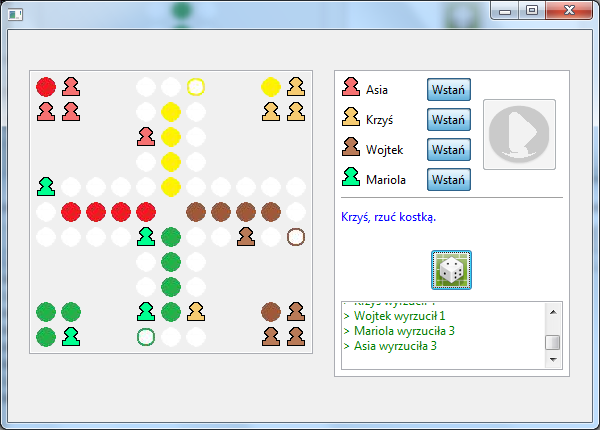 Asia Wstań
Krzyś Wstań
Wojtek Wstań
Mariola Wstań
Krzyś, rzuć kostką.
> Wojtek wyrzucił 1
> Mariola wyrzuciła 3
> Asia wyrzuciła 3